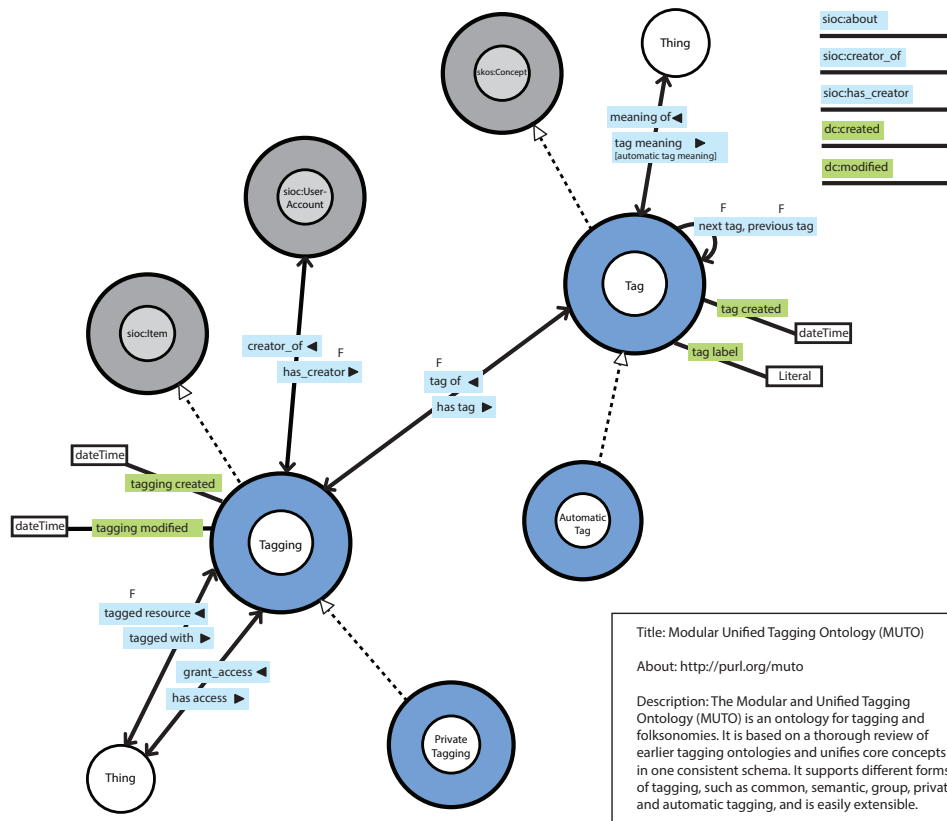 sioc:about
Thing
sioc:creator_of
skos:Concept
sioc:has_creator
meaning of
tag meaning
[automatic tag meaning]
dc:created
dc:modified
sioc:User-
Account
F
F
next tag, previous tag
Tag
tag created
dateTime
sioc:Item
creator_of
F
has_creator
tag label
F
tag of
has tag
Literal
dateTime
tagging created
dateTime
tagging modified
Tagging
Automatic
Tag
F
tagged resource
tagged with
grant_access
has access
Private
Tagging
Thing
Title: Modular Unified Tagging Ontology (MUTO)
About: http://purl.org/muto
Description: The Modular and Unified Tagging
Ontology (MUTO) is an ontology for tagging and
folksonomies. It is based on a thorough review of
earlier tagging ontologies and unifies core concepts
in one consistent schema. It supports different forms
of tagging, such as common, semantic, group, privat
and automatic tagging, and is easily extensible.